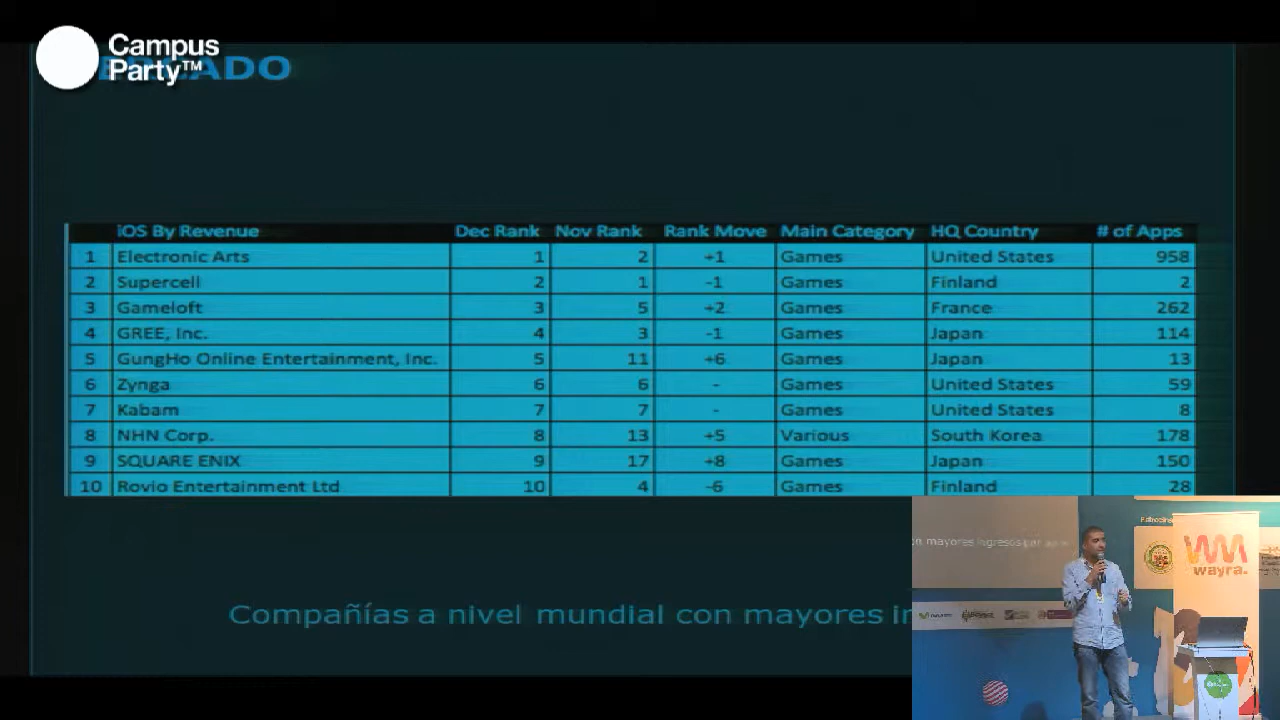 Campus
Party™
CADO
iOS By Revenue Dec Rank Nov Rank Rank Move Main Category HQ Country # of Apps
1 Electronic Arts 1 2 +1 Games United States 958
2 Supercell 2 1 -1 Games Finland 2
3 Gameloft 3 5 +2 Games France 262
4 GREE, Inc. 4 3 -1 Games Japan 114
5 GungHo Online Entertainment, Inc. 5 11 +6 Games Japan 13
6 Zynga 6 6 - Games United States 59
7 Kabam 7 7 - Games United States 8
8 NHN Corp. 8 13 +5 Various South Korea 178
9 SQUARE ENIX 9 17 +8 Games Japan 150
10 Rovio Entertainment Ltd 10 4 -6 Games Finland 28
Compañías a nivel mundial con mayores in
on mayores ingresos por
wayra.